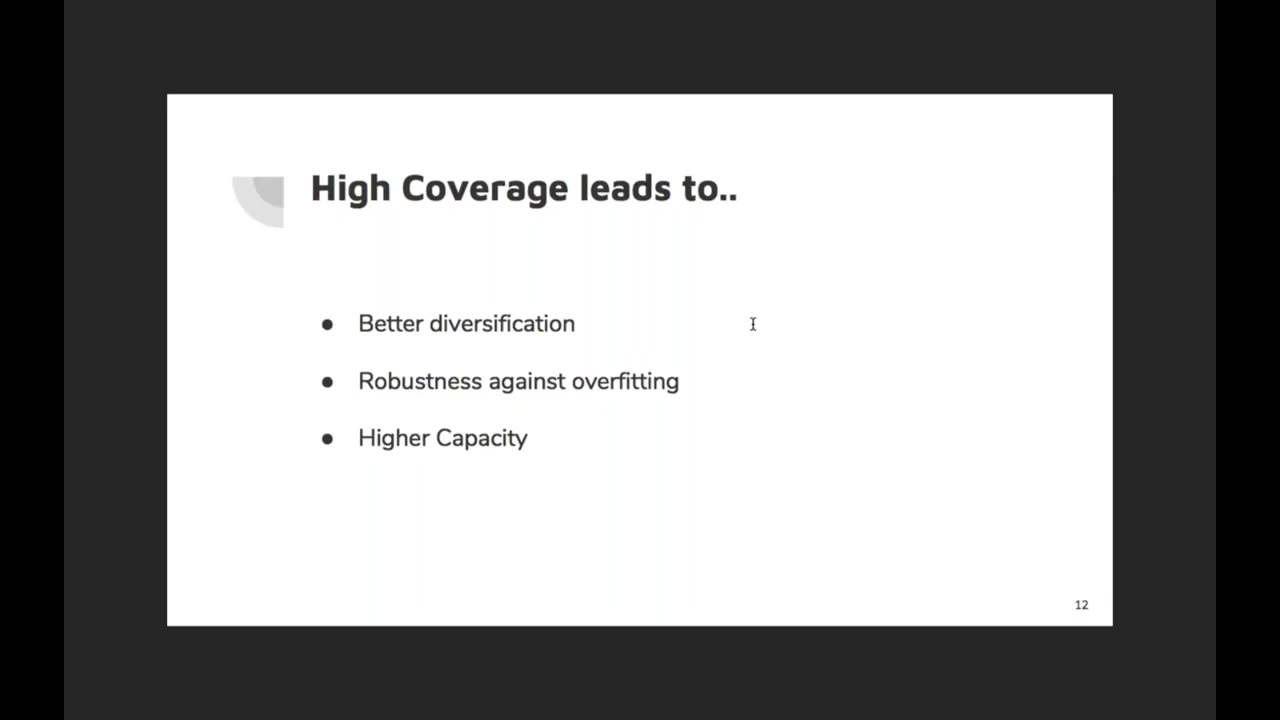 High Coverage leads to..
● Better diversification
● Robustness against overfitting
● Higher Capacity
12